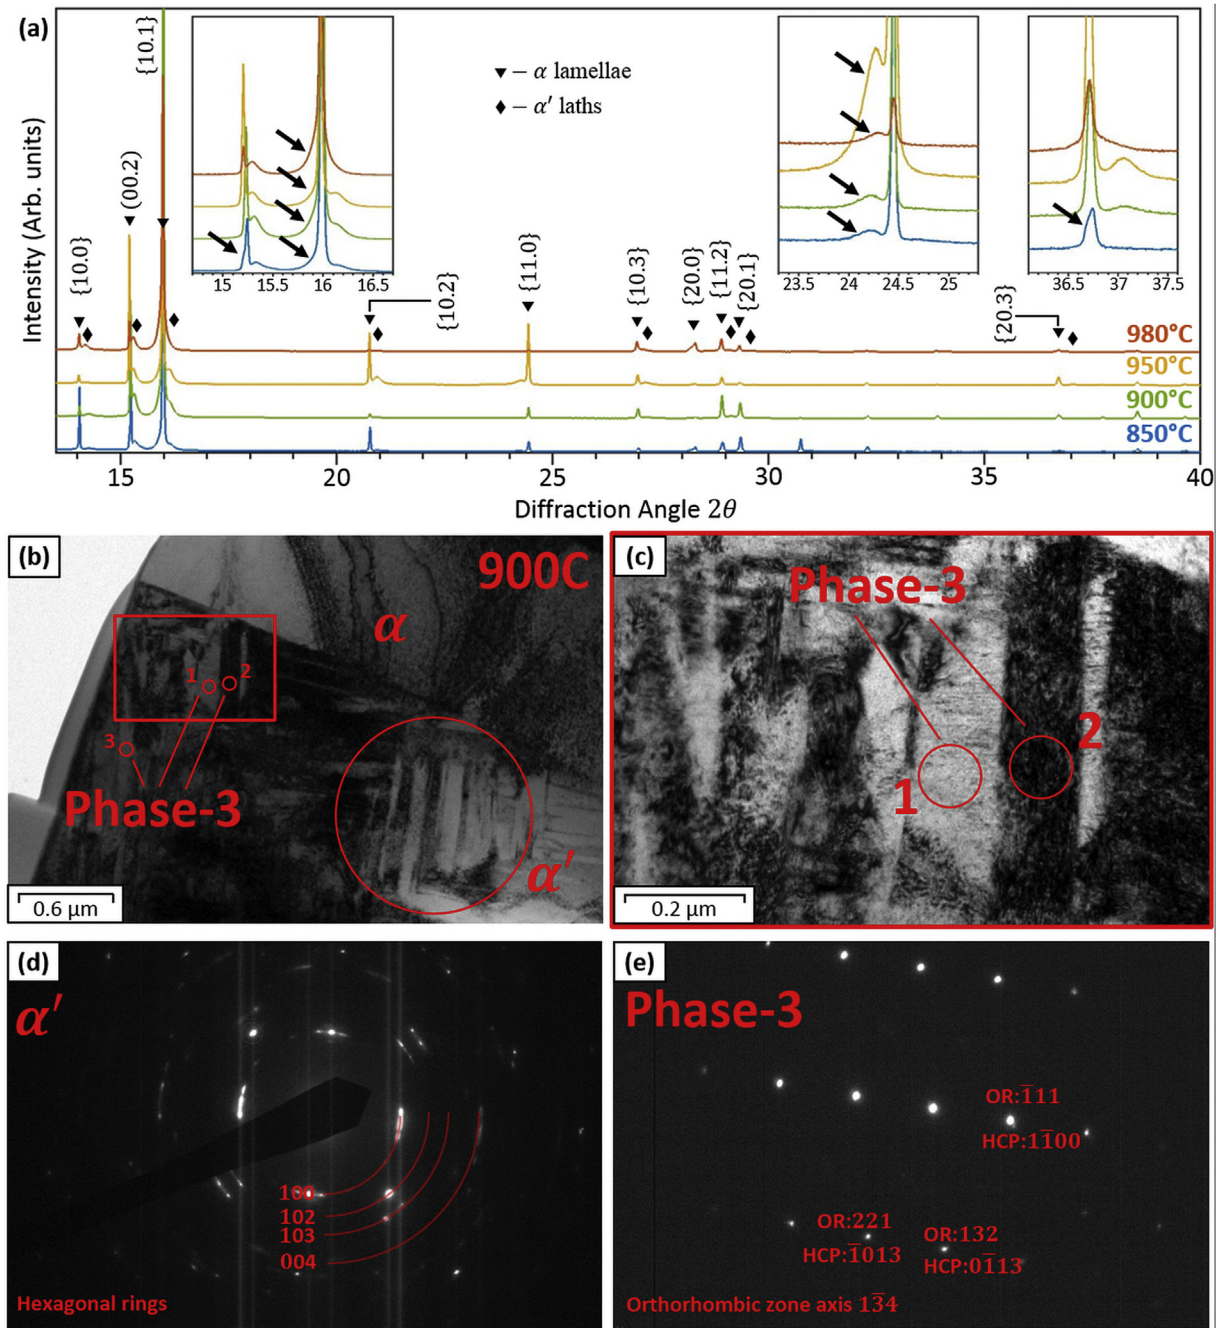 (a)
Intensity (Arb. units)
{10.0}
(00.2)
{10.1}
▼ – α lamellae
♦ – α′ laths
15 15.5 16 16.5
{10.2}
{11.0}
{10.3}
{20.0}
{11.2}
{20.1}
23.5 24 24.5 25
36.5 37 37.5
{20.3}
980°C
950°C
900°C
850°C
15 20 25 30 35 40
Diffraction Angle 2θ
(b)
900C
α
1
2
3
Phase-3
α′
0.6 μm
(c)
Phase-3
1
2
0.2 μm
(d)
α′
100
102
103
004
Hexagonal rings
(e)
Phase-3
OR:1̅11
HCP:11̅00
OR:221
HCP:1̅013
OR:132
HCP:01̅13
Orthorhombic zone axis 13̅4